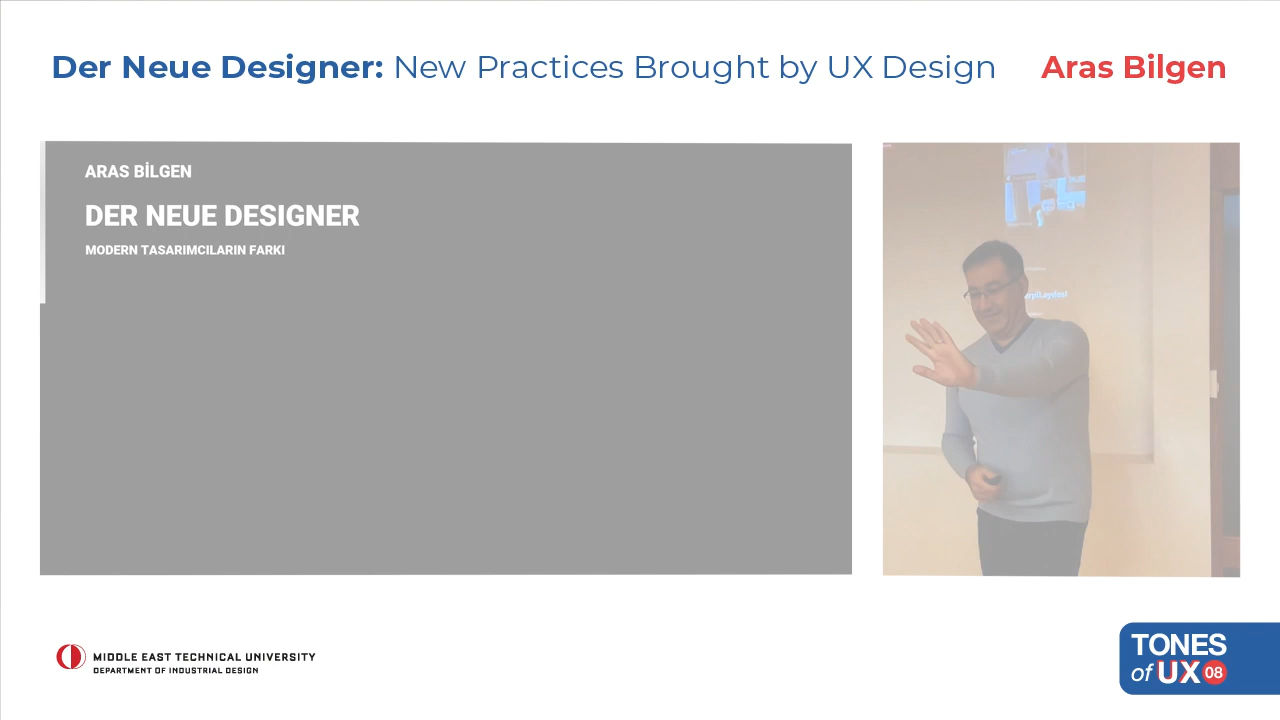 Der Neue Designer: New Practices Brought by UX Design
Aras Bilgen
ARAS BİLGEN
DER NEUE DESIGNER
MODERN TASARIMCILARIN FARKI
MIDDLE EAST TECHNICAL UNIVERSITY
DEPARTMENT OF INDUSTRIAL DESIGN
TONES
of UX 08